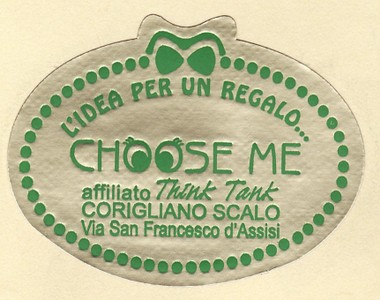 L'IDEA PER UN REGALO...
CHOOSE ME
affiliato Think Tank
CORIGLIANO SCALO
Via San Francesco d'Assisi